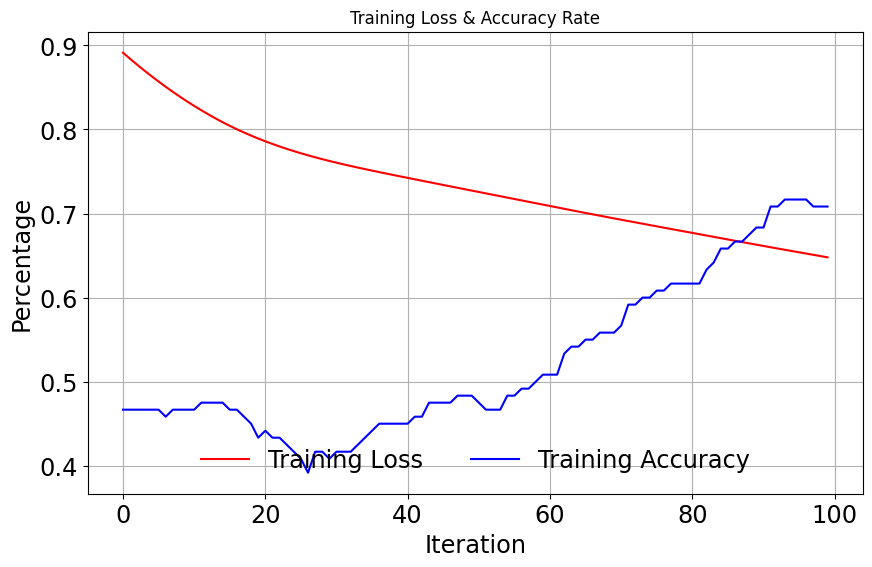 Training Loss & Accuracy Rate
0.9
0.8
0.7
0.6
0.5
0.4
Percentage
Training Loss
Training Accuracy
0 20 40 60 80 100
Iteration